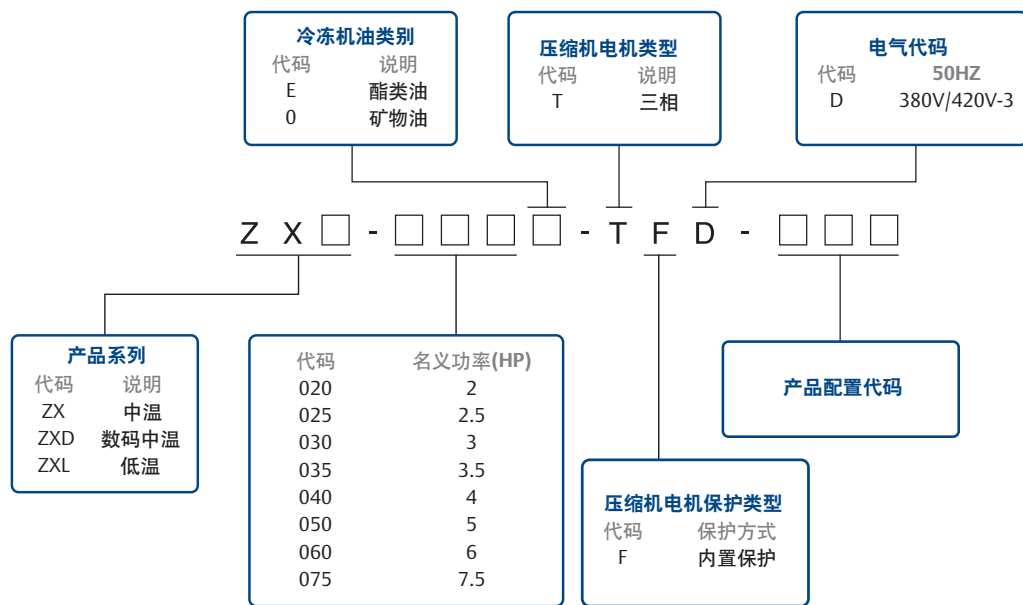 冷冻机油类别
代码 说明
E 酯类油
0 矿物油
压缩机电机类型
代码 说明
T 三相
电气代码
代码 50HZ
D 380V/420V-3
Z X □ - □ □ □ □ - T F D - □ □ □
产品系列
代码 说明
ZX 中温
ZXD 数码中温
ZXL 低温
代码 名义功率(HP)
020 2
025 2.5
030 3
035 3.5
040 4
050 5
060 6
075 7.5
压缩机电机保护类型
代码 保护方式
F 内置保护
产品配置代码